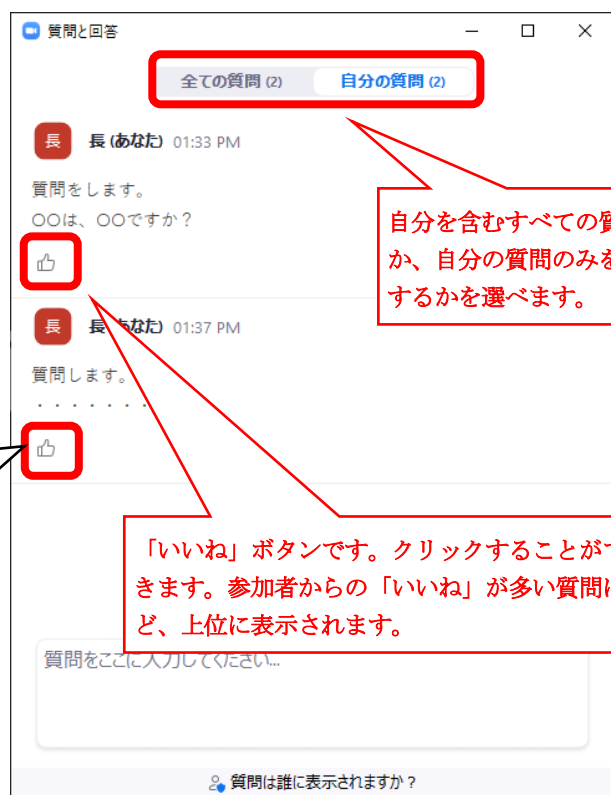 質問と回答
全ての質問 (2) 自分の質問 (2)
長 長 (あなた) 01:33 PM
質問をします。
〇〇は、〇〇ですか？
自分を含むすべての質
か、自分の質問のみを
するかを選べます。
長 長 (あなた) 01:37 PM
質問します。
・・・・・・・
「いいね」ボタンです。クリックすることがで
きます。参加者からの「いいね」が多い質問ほ
ど、上位に表示されます。
質問をここに入力してください...
質問は誰に表示されますか？